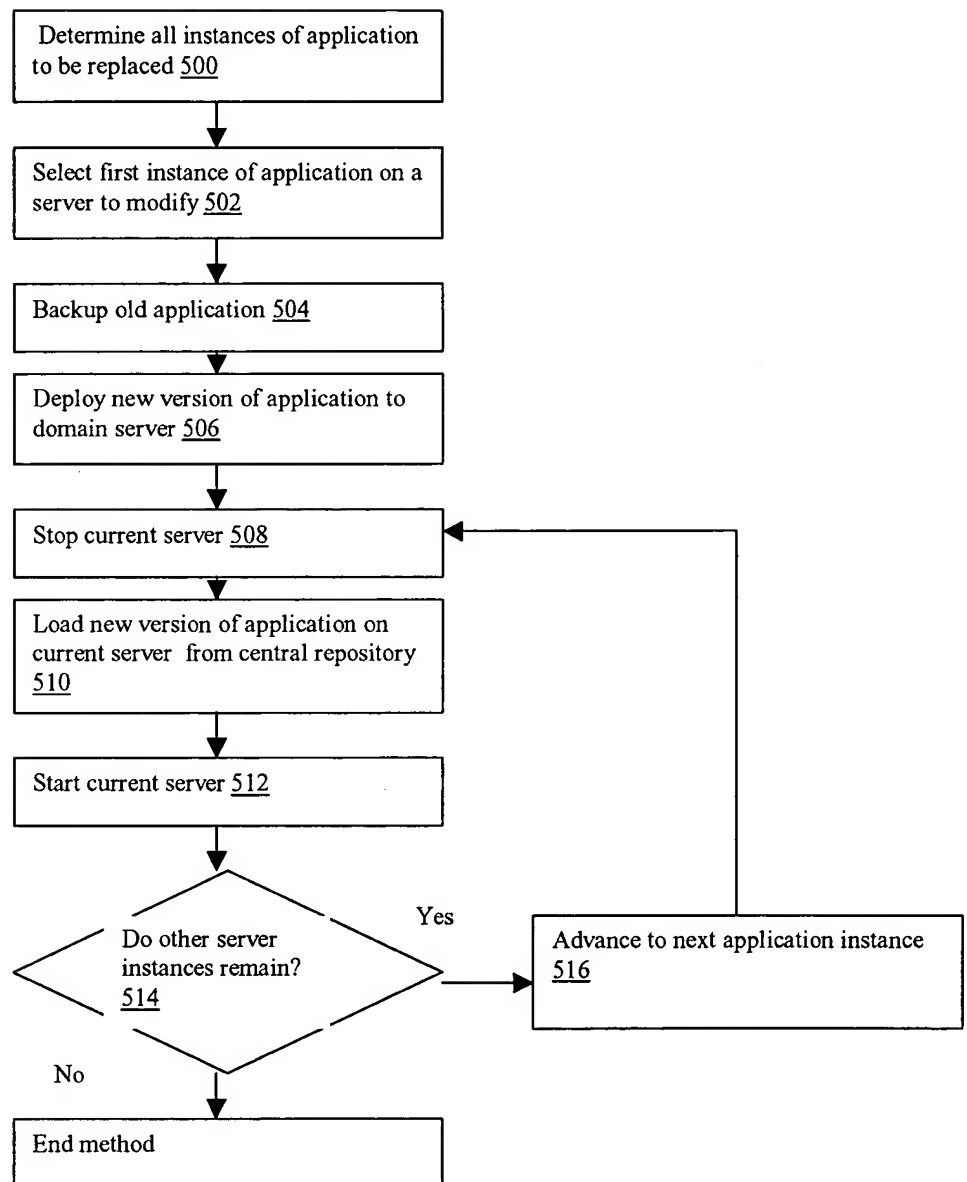 Determine all instances of application
to be replaced 500
Select first instance of application on a
server to modify 502
Backup old application 504
Deploy new version of application to
domain server 506
Stop current server 508
Load new version of application on
current server from central repository
510
Start current server 512
Do other server
instances remain?
514
Yes
Advance to next application instance
516
No
End method